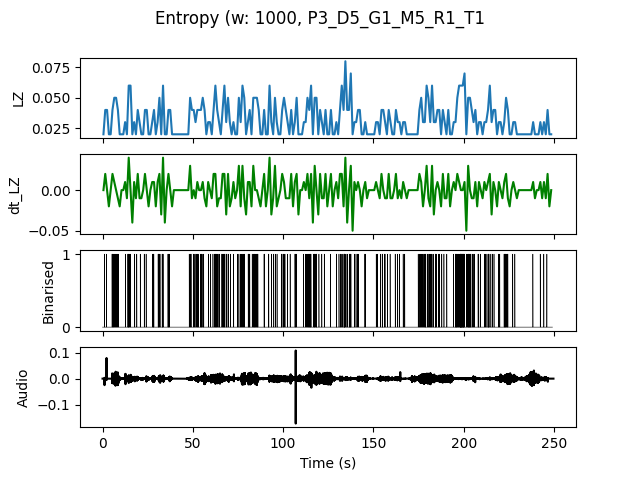 Entropy (w: 1000, P3_D5_G1_M5_R1_T1
0.075
0.050
0.025
LZ
0.00
−0.05
dt_LZ
1
0
Binarised
0.1
0.0
−0.1
Audio
0 50 100 150 200 250
Time (s)